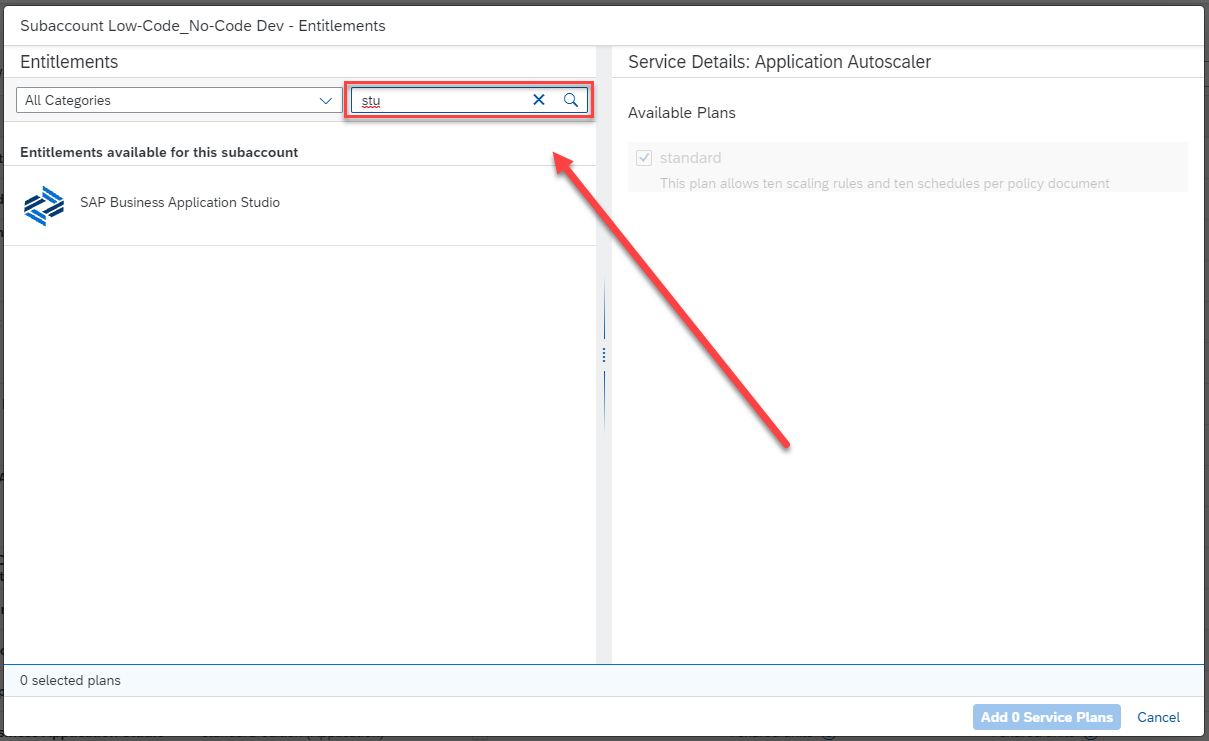 Subaccount Low-Code_No-Code Dev - Entitlements
Entitlements
All Categories
stu
Entitlements available for this subaccount
SAP Business Application Studio
Service Details: Application Autoscaler
Available Plans
standard
This plan allows ten scaling rules and ten schedules per policy document
0 selected plans
Add 0 Service Plans
Cancel